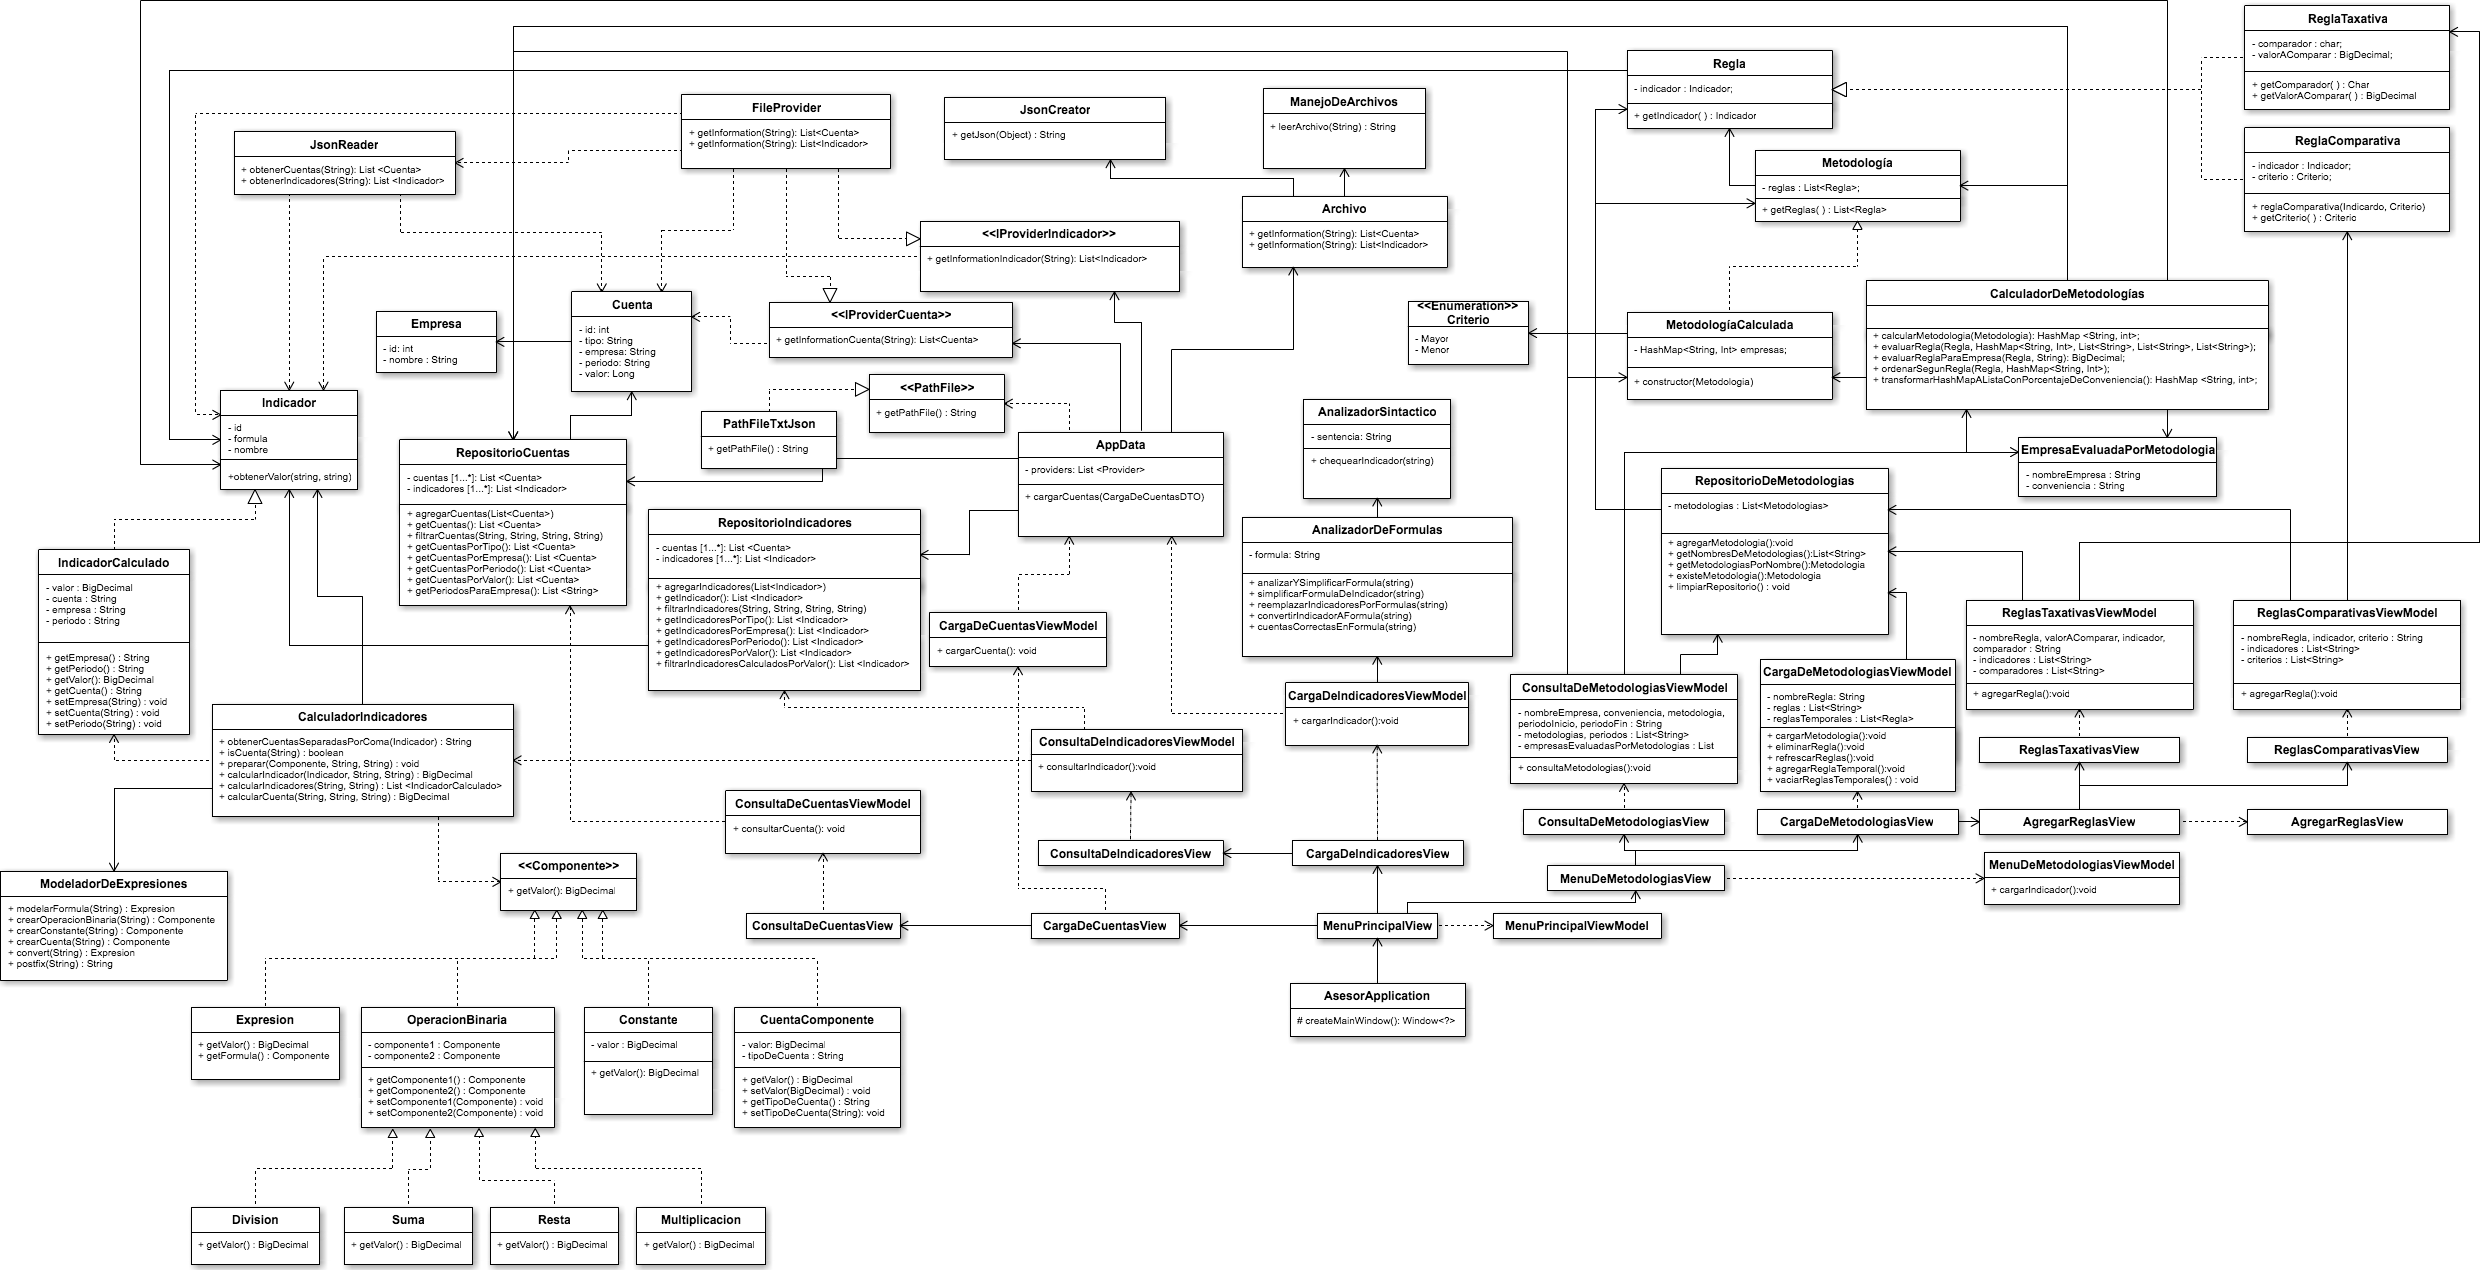 ReglaTaxativa
- comparador : char;
- valorAComparar : BigDecimal;
+ getComparador( ) : Char
+ getValorAComparar( ) : BigDecimal
Regla
- indicador : Indicador;
+ getIndicador( ) : Indicador
FileProvider
+ getInformation(String): List<Cuenta>
+ getInformation(String): List<Indicador>
JsonCreator
+ getJson(Object) : String
ManejoDeArchivos
+ leerArchivo(String) : String
JsonReader
+ obtenerCuentas(String): List <Cuenta>
+ obtenerIndicadores(String): List <Indicador>
ReglaComparativa
- indicador : Indicador;
- criterio : Criterio;
+ reglaComparativa(Indicardo, Criterio)
+ getCriterio( ) : Criterio
Metodología
- reglas : List<Regla>;
+ getReglas( ) : List<Regla>
Archivo
+ getInformation(String): List<Cuenta>
+ getInformation(String): List<Indicador>
<<IProviderIndicador>>
+ getInformationIndicador(String): List<Indicador>
Cuenta
- id: int
- tipo: String
- empresa: String
- periodo: String
- valor: Long
Empresa
- id: int
- nombre : String
<<IProviderCuenta>>
+ getInformationCuenta(String): List<Cuenta>
<<Enumeration>>
Criterio
- Mayor
- Menor
MetodologíaCalculada
- HashMap<String, Int> empresas;
+ constructor(Metodología)
CalculadorDeMetodologías
+ calcularMetodologia(Metodologia): HashMap <String, int>;
+ evaluarRegla(Regla, HashMap<String, Int>, List<String>, List<String>, List<String>);
+ evaluarReglaParaEmpresa(Regla, String): BigDecimal;
+ ordenarSegunRegla(Regla, HashMap<String, Int>);
+ transformarHashMapAListaConPorcentajeDeConveniencia(): HashMap <String, int>;
Indicador
- id
- formula
- nombre
+obtenerValor(string, string)
<<PathFile>>
+ getPathFile() : String
PathFileTxtJson
+ getPathFile() : String
AnalizadorSintactico
- sentencia: String
+ chequearIndicador(string)
RepositorioCuentas
- cuentas [1...*]: List <Cuenta>
- indicadores [1...*]: List <Indicador>
+ agregarCuentas(List<Cuenta>)
+ getCuentas(): List <Cuenta>
+ filtrarCuentas(String, String, String, String)
+ getCuentasPorTipo(): List <Cuenta>
+ getCuentasPorEmpresa(): List <Cuenta>
+ getCuentasPorPeriodo(): List <Cuenta>
+ getCuentasPorValor(): List <Cuenta>
+ getPeriodosParaEmpresa(): List <String>
AppData
- providers: List <Provider>
+ cargarCuentas(CargaDeCuentasDTO)
EmpresaEvaluadaPorMetodologia
- nombreEmpresa : String
- conveniencia : String
RepositorioDeMetodologias
- metodologias : List<Metodologias>
+ agregarMetodologia():void
+ getNombresDeMetodologias():List<String>
+ getMetodologiasPorNombre():Metodologia
+ existeMetodologia():Metodologia
+ limpiarRepositorio() : void
RepositorioIndicadores
- cuentas [1...*]: List <Cuenta>
- indicadores [1...*]: List <Indicador>
+ agregarIndicadores(List<Indicador>)
+ getIndicador(): List <Indicador>
+ filtrarIndicadores(String, String, String, String)
+ getIndicadoresPorTipo(): List <Indicador>
+ getIndicadoresPorEmpresa(): List <Indicador>
+ getIndicadoresPorPeriodo(): List <Indicador>
+ getIndicadoresPorValor(): List <Indicador>
+ filtrarIndicadoresCalculadosPorValor(): List <Indicador>
AnalizadorDeFormulas
- formula: String
+ analizarYSimplificarFormula(string)
+ simplificarFormulaDeIndicador(string)
+ reemplazarIndicadoresPorFormulas(string)
+ convertirIndicadorAFormula(string)
+ cuentasCorrectasEnFormula(string)
IndicadorCalculado
- valor : BigDecimal
- cuenta : String
- empresa : String
- periodo : String
+ getEmpresa() : String
+ getPeriodo() : String
+ getValor(): BigDecimal
+ getCuenta() : String
+ setEmpresa(String) : void
+ setCuenta(String) : void
+ setPeriodo(String) : void
CargaDeCuentasViewModel
+ cargarCuenta(): void
ReglasTaxativasViewModel
- nombreRegla, valorAComparar, indicador,
comparador : String
- indicadores : List<String>
- comparadores : List<String>
+ agregarRegla():void
ReglasComparativasViewModel
- nombreRegla, indicador, criterio : String
- indicadores : List<String>
- criterios : List<String>
+ agregarRegla():void
CargaDeIndicadoresViewModel
+ cargarIndicador():void
ConsultaDeMetodologiasViewModel
- nombreEmpresa, conveniencia, metodologia,
periodoInicio, periodoFin : String
- metodologias, periodos : List<String>
- empresasEvaluadasPorMetodologias : List
+ consultaMetodologias():void
CargaDeMetodologiasViewModel
- nombreRegla: String
- reglas : List<String>
- reglasTemporales : List<Regla>
+ cargarMetodologia():void
+ eliminarRegla():void
+ refrescarReglas():void
+ agregarReglaTemporal():void
+ vaciarReglasTemporales() : void
CalculadorIndicadores
+ obtenerCuentasSeparadasPorComa(Indicador) : String
+ isCuenta(String) : boolean
+ preparar(Componente, String, String) : void
+ calcularIndicador(Indicador, String, String) : BigDecimal
+ calcularIndicadores(String, String) : List <IndicadorCalculado>
+ calcularCuenta(String, String, String) : BigDecimal
ConsultaDeIndicadoresViewModel
+ consultarIndicador():void
ReglasTaxativasView
ReglasComparativasView
ConsultaDeCuentasViewModel
+ consultarCuenta(): void
ConsultaDeMetodologiasView
CargaDeMetodologiasView
AgregarReglasView
AgregarReglasView
ConsultaDeIndicadoresView
CargaDeIndicadoresView
MenuDeMetodologiasView
MenuDeMetodologiasViewModel
+ cargarIndicador():void
<<Componente>>
+ getValor(): BigDecimal
ModeladorDeExpresiones
+ modelarFormula(String) : Expresion
+ crearOperacionBinaria(String) : Componente
+ crearConstante(String) : Componente
+ crearCuenta(String) : Componente
+ convert(String) : Expresion
+ postfix(String) : String
ConsultaDeCuentasView
CargaDeCuentasView
MenuPrincipalView
MenuPrincipalViewModel
AsesorApplication
# createMainWindow(): Window<?>
Expresion
+ getValor() : BigDecimal
+ getFormula() : Componente
OperacionBinaria
- componente1 : Componente
- componente2 : Componente
+ getComponente1() : Componente
+ getComponente2() : Componente
+ setComponente1(Componente) : void
+ setComponente2(Componente) : void
Constante
- valor : BigDecimal
+ getValor(): BigDecimal
CuentaComponente
- valor: BigDecimal
- tipoDeCuenta : String
+ getValor() : BigDecimal
+ setValor(BigDecimal) : void
+ getTipoDeCuenta() : String
+ setTipoDeCuenta(String): void
Division
+ getValor() : BigDecimal
Suma
+ getValor() : BigDecimal
Resta
+ getValor() : BigDecimal
Multiplicacion
+ getValor() : BigDecimal